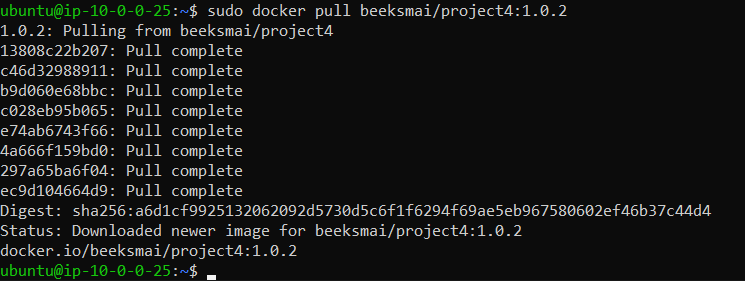 ubuntu@ip-10-0-0-25:~$ sudo docker pull beeksmai/project4:1.0.2
1.0.2: Pulling from beeksmai/project4
13808c22b207: Pull complete
c46d32988911: Pull complete
b9d060e68bbc: Pull complete
c028eb95b065: Pull complete
e74ab6743f66: Pull complete
4a666f159bd0: Pull complete
297a65ba6f04: Pull complete
ec9d104664d9: Pull complete
Digest: sha256:a6d1cf9925132062092d5730d5c6f1f6294f69ae5eb967580602ef46b37c44d4
Status: Downloaded newer image for beeksmai/project4:1.0.2
docker.io/beeksmai/project4:1.0.2
ubuntu@ip-10-0-0-25:~$